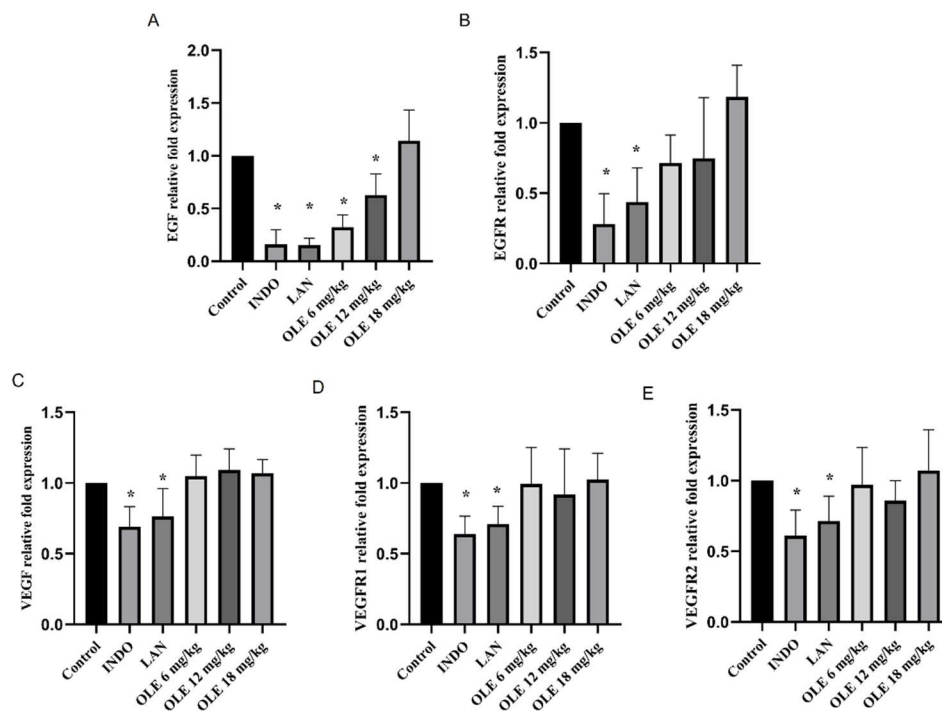 A
EGF relative fold expression
2.0
1.5
1.0
0.5
0.0
* * * *
Control
INDO
LAN
OLE 6 mg/kg
OLE 12 mg/kg
OLE 18 mg/kg
B
EGFR relative fold expression
1.5
1.0
0.5
0.0
* *
Control
INDO
LAN
OLE 6 mg/kg
OLE 12 mg/kg
OLE 18 mg/kg
C
VEGF relative fold expression
1.5
1.0
0.5
0.0
* *
Control
INDO
LAN
OLE 6 mg/kg
OLE 12 mg/kg
OLE 18 mg/kg
D
VEGFR1 relative fold expression
1.5
1.0
0.5
0.0
* *
Control
INDO
LAN
OLE 6 mg/kg
OLE 12 mg/kg
OLE 18 mg/kg
E
VEGFR2 relative fold expression
1.5
1.0
0.5
0.0
* *
Control
INDO
LAN
OLE 6 mg/kg
OLE 12 mg/kg
OLE 18 mg/kg